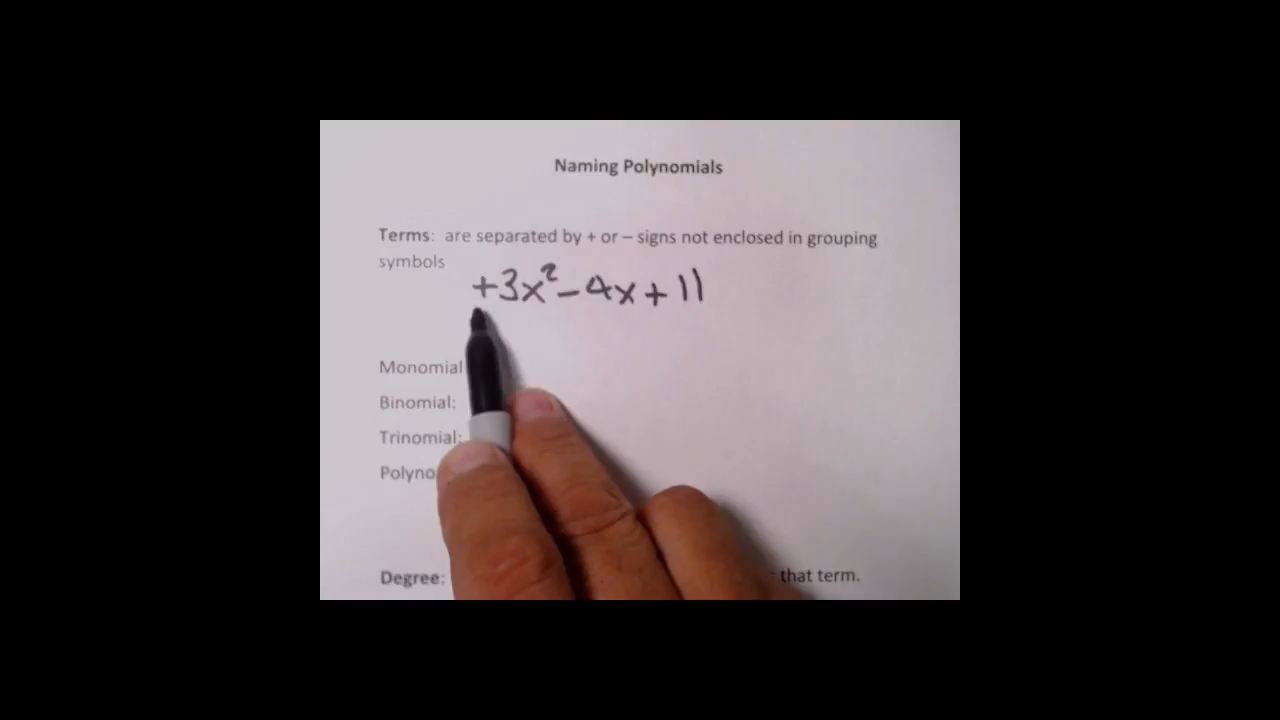 Naming Polynomials
Terms: are separated by + or – signs not enclosed in grouping
symbols
+3x² - 4x + 11
Monomial
Binomial:
Trinomial:
Polyno
Degree: that term.